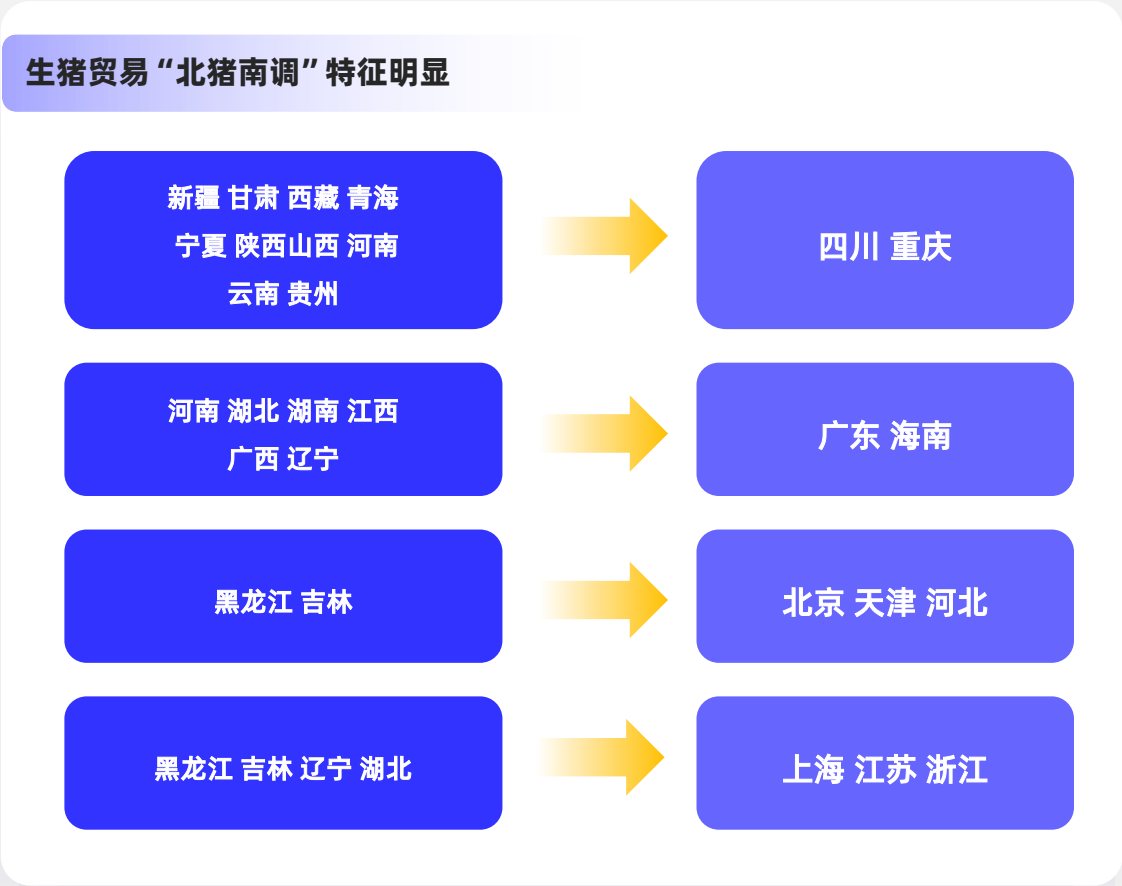 生猪贸易“北猪南调”特征明显
新疆 甘肃 西藏 青海
宁夏 陕西山西 河南
云南 贵州
四川 重庆
河南 湖北 湖南 江西
广西 辽宁
广东 海南
黑龙江 吉林
北京 天津 河北
黑龙江 吉林 辽宁 湖北
上海 江苏 浙江